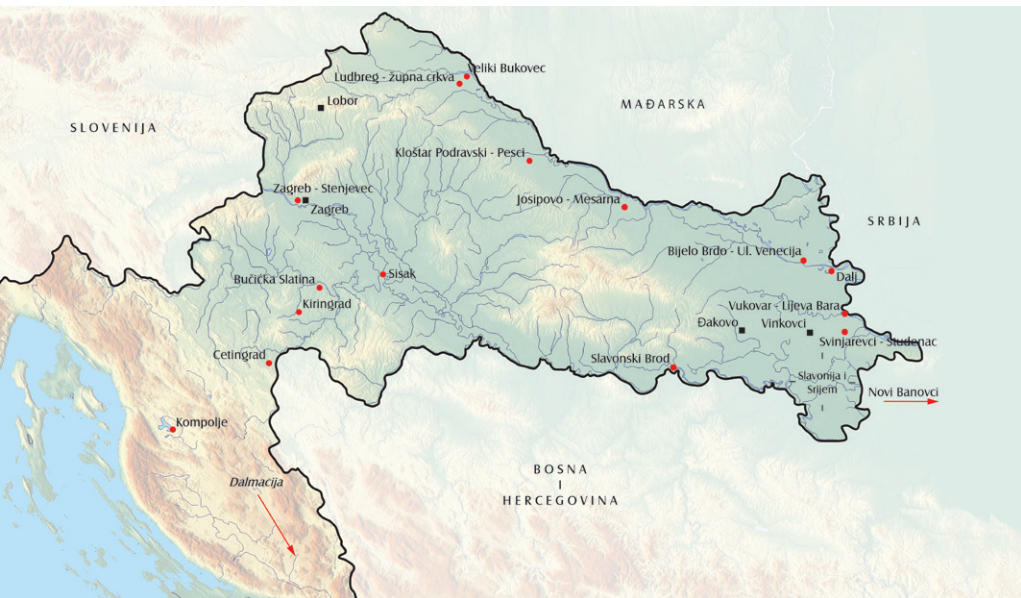 Veliki Bukovec
Ludbreg - župna crkva
Lobor
MAĐARSKA
SLOVENIJA
Kloštar Podravski - Pesci
Zagreb - Stenjevec
Zagreb
Josipovo - Mesarna
SRBIJA
Bijelo Brdo - Ul. Venecija
Dalj
Sisak
Bučićka Slatina
Kiringrad
Vukovar - Lijeva Bara
Đakovo
Vinkovci
Svinjarevci - Studenac
Cetingrad
Slavonski Brod
Slavonija i
Srijem
Novi Banovci
Kompolje
BOSNA
I
HERCEGOVINA
Dalmacija